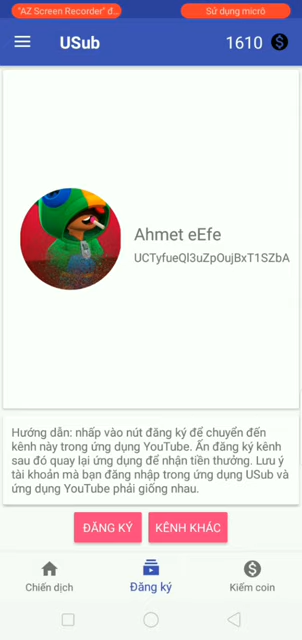 "AZ Screen Recorder" đ...
Sử dụng micrô
USub
1610
Ahmet eEfe
UCTyfueQl3uZpOujBxT1SZbA
Hướng dẫn: nhấp vào nút đăng ký để chuyển đến
kênh này trong ứng dụng YouTube. Ấn đăng ký kênh
sau đó quay lại ứng dụng để nhận tiền thưởng. Lưu ý
tài khoản mà bạn đăng nhập trong ứng dụng USub và
ứng dụng YouTube phải giống nhau.
ĐĂNG KÝ
KÊNH KHÁC
Chiến dịch
Đăng ký
Kiếm coin